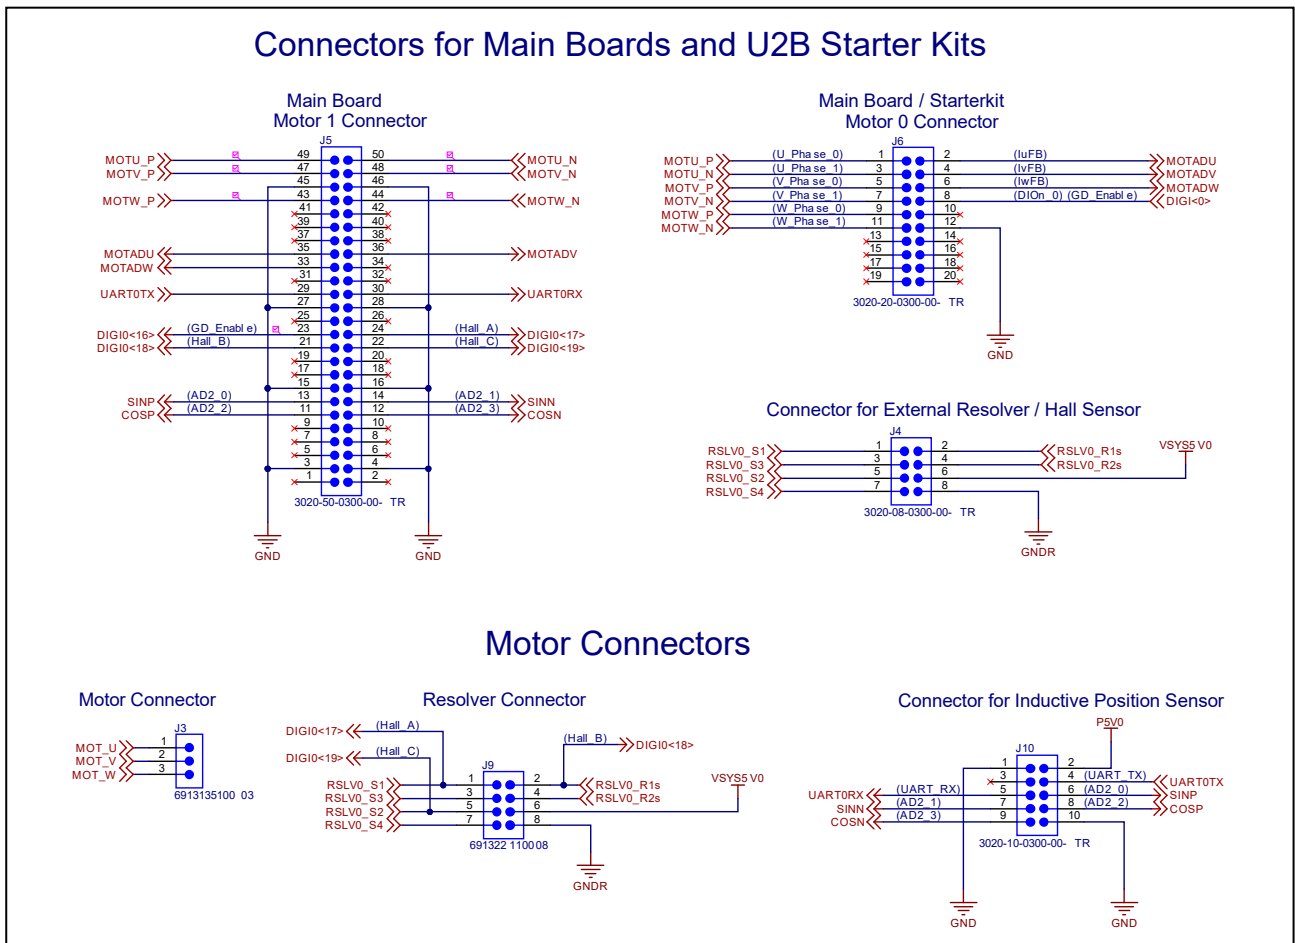 Connectors for Main Boards and U2B Starter Kits
Main Board
Motor 1 Connector
J5
MOTU_P 49 50 MOTU_N
MOTV_P 47 48 MOTV_N
45 46
MOTW_P 43 44 MOTW_N
41 42
39 40
37 38
MOTADU 35 36 MOTADV
MOTADW 33 34
31 32
UART0TX 29 30 UART0RX
27 28
25 26
DIGI0<16> (GD_Enable) 23 24 (Hall_A) DIGI0<17>
DIGI0<18> (Hall_B) 21 22 (Hall_C) DIGI0<19>
19 20
17 18
15 16
SINP (AD2_0) 13 14 (AD2_1) SINN
COSP (AD2_2) 11 12 (AD2_3) COSN
9 10
7 8
5 6
3 4
1 2
3020-50-0300-00- TR
GND GND
Main Board / Starterkit
Motor 0 Connector
J6
MOTU_P (U_Phase_0) 1 2 (IuFB) MOTADU
MOTU_N (U_Phase_1) 3 4 (IvFB) MOTADV
MOTV_P (V_Phase_0) 5 6 (IwFB) MOTADW
MOTV_N (V_Phase_1) 7 8 (DIOn_0) (GD_Enable) DIGI<0>
MOTW_P (W_Phase_0) 9 10
MOTW_N (W_Phase_1) 11 12
13 14
15 16
17 18
19 20
3020-20-0300-00- TR
GND
Connector for External Resolver / Hall Sensor
J4
VSYS5V0
RSLV0_S1 1 2 RSLV0_R1s
RSLV0_S3 3 4 RSLV0_R2s
RSLV0_S2 5 6
RSLV0_S4 7 8
3020-08-0300-00- TR
GNDR
Motor Connectors
Motor Connector
J3
MOT_U 1
MOT_V 2
MOT_W 3
6913135100 03
Resolver Connector
DIGI0<17> (Hall_A)
(Hall_B) DIGI0<18>
DIGI0<19> (Hall_C)
J9
VSYS5V0
RSLV0_S1 1 2 RSLV0_R1s
RSLV0_S3 3 4 RSLV0_R2s
RSLV0_S2 5 6
RSLV0_S4 7 8
691322 110008
GNDR
Connector for Inductive Position Sensor
P5V0
J10
1 2
3 4 (UART_TX) UART0TX
UART0RX (UART_RX) 5 6 (AD2_0) SINP
SINN (AD2_1) 7 8 (AD2_2) COSP
COSN (AD2_3) 9 10
3020-10-0300-00- TR
GND GND